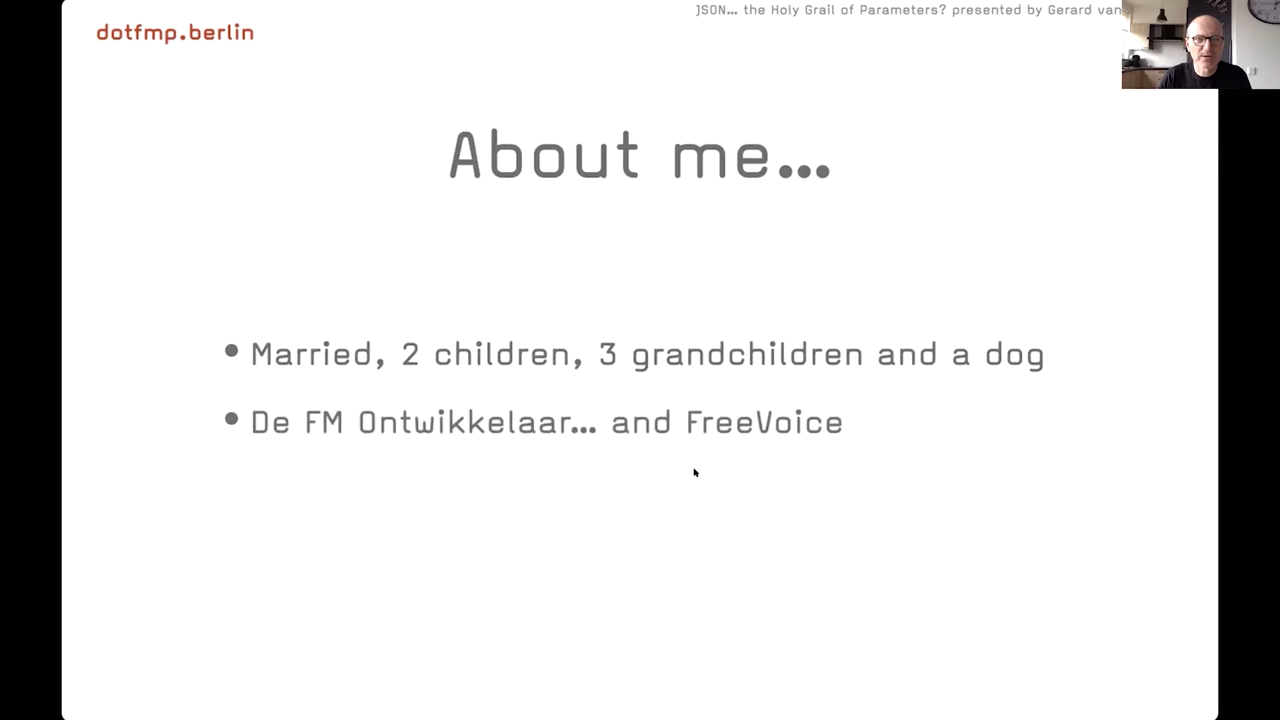 JSON... the Holy Grail of Parameters? presented by Gerard van
dotfmp.berlin
About me...
• Married, 2 children, 3 grandchildren and a dog
• De FM Ontwikkelaar... and FreeVoice